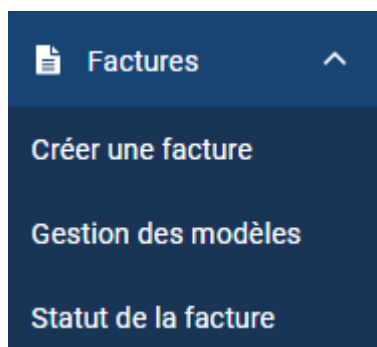 Factures
Créer une facture
Gestion des modèles
Statut de la facture